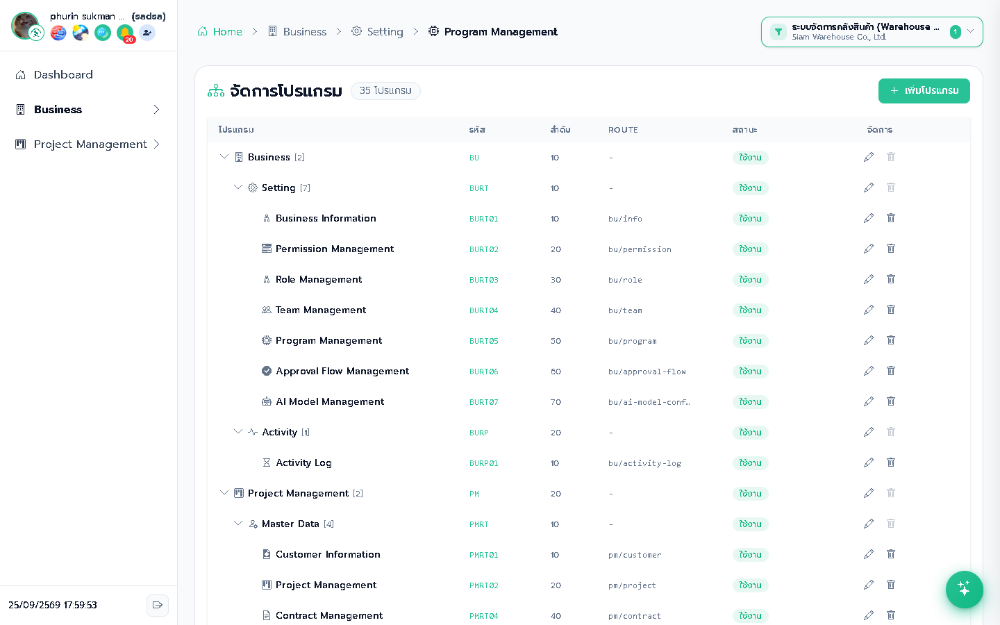 phurin sukman ... (sadsa)
20
Dashboard
Business
Project Management
25/09/2569 17:59:53
Home > Business > Setting > Program Management
ระบบจัดการคลังสินค้า (Warehouse ...
Siam Warehouse Co., Ltd.
1
จัดการโปรแกรม 35 โปรแกรม
+ เพิ่มโปรแกรม
โปรแกรม รหัส ลำดับ ROUTE สถานะ จัดการ
Business [2] BU 10 - ใช้งาน
Setting [7] BURT 10 - ใช้งาน
Business Information BURT01 10 bu/info ใช้งาน
Permission Management BURT02 20 bu/permission ใช้งาน
Role Management BURT03 30 bu/role ใช้งาน
Team Management BURT04 40 bu/team ใช้งาน
Program Management BURT05 50 bu/program ใช้งาน
Approval Flow Management BURT06 60 bu/approval-flow ใช้งาน
AI Model Management BURT07 70 bu/ai-model-conf… ใช้งาน
Activity [1] BURP 20 - ใช้งาน
Activity Log BURP01 10 bu/activity-log ใช้งาน
Project Management [2] PM 20 - ใช้งาน
Master Data [4] PMRT 10 - ใช้งาน
Customer Information PMRT01 10 pm/customer ใช้งาน
Project Management PMRT02 20 pm/project ใช้งาน
Contract Management PMRT04 40 pm/contract ใช้งาน